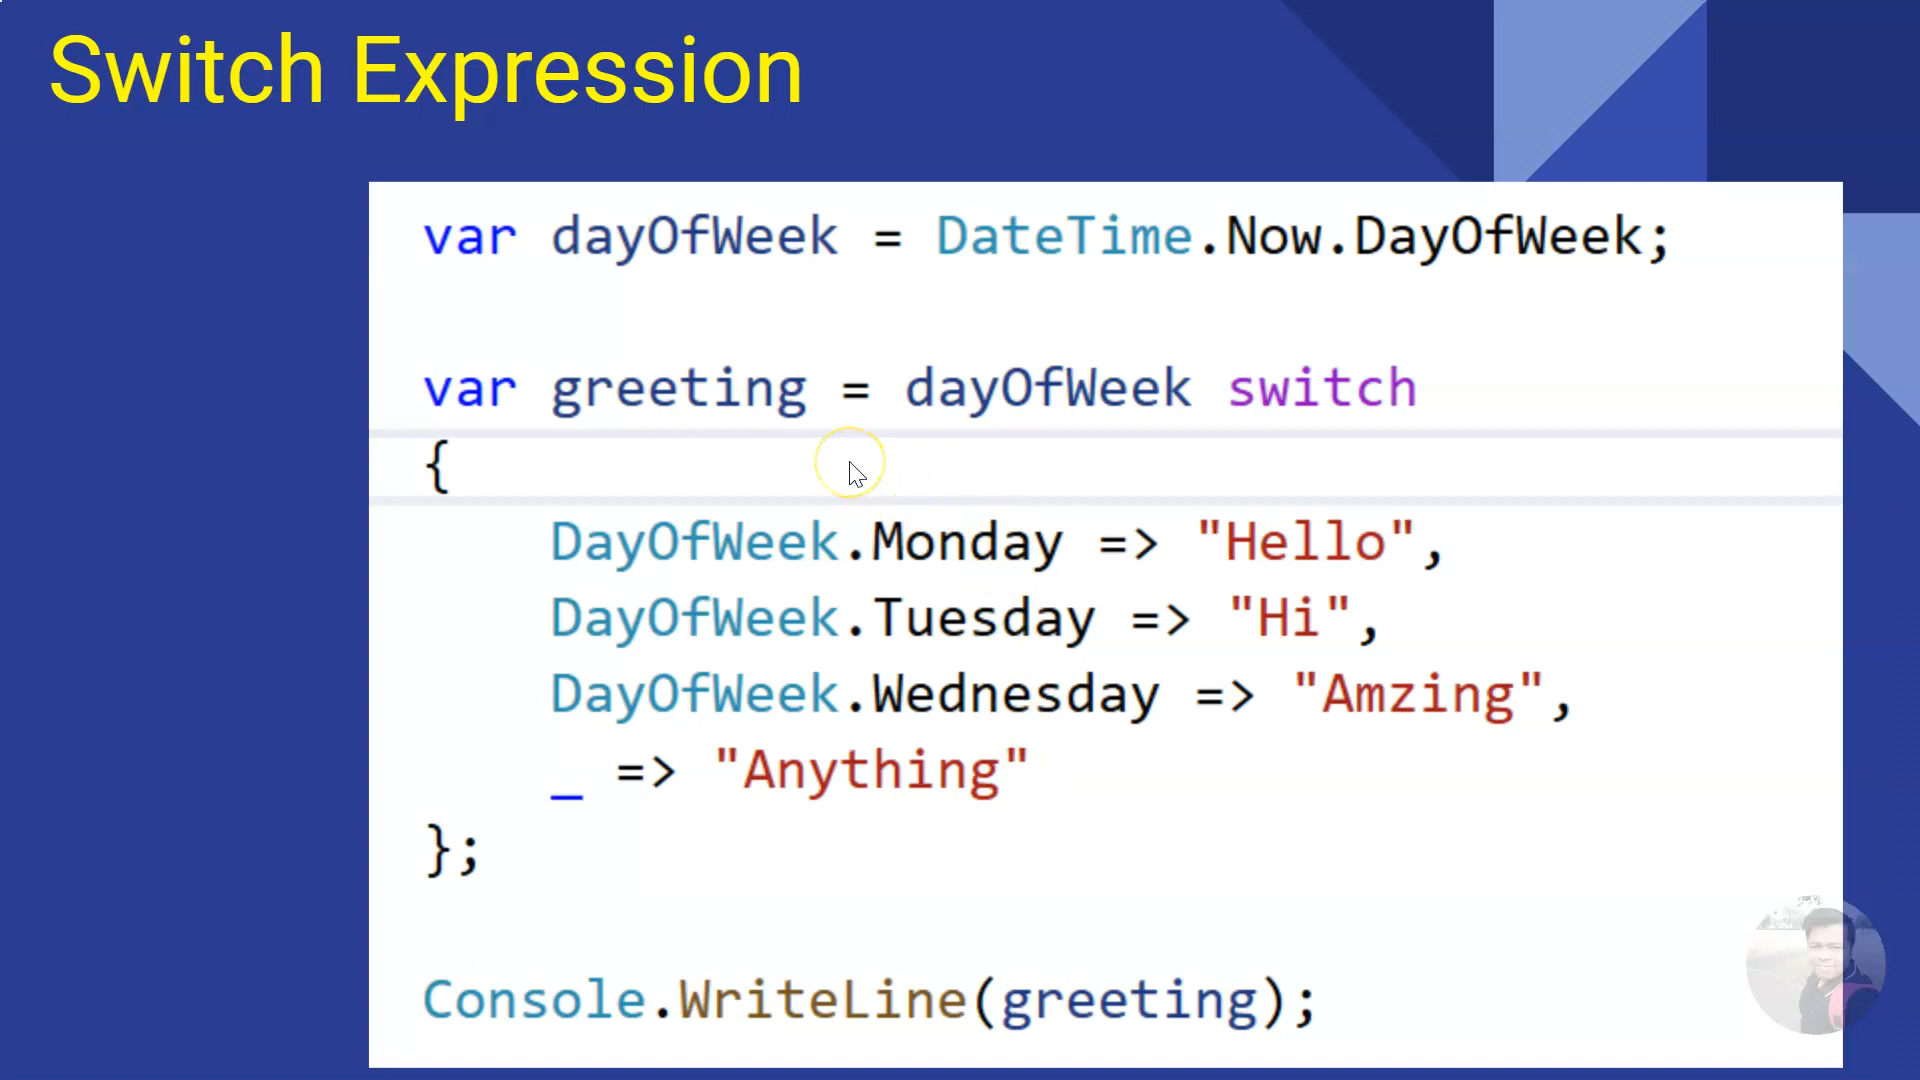 Switch Expression
var dayOfWeek = DateTime.Now.DayOfWeek;
var greeting = dayOfWeek switch
{
DayOfWeek.Monday => "Hello",
DayOfWeek.Tuesday => "Hi",
DayOfWeek.Wednesday => "Amzing",
_ => "Anything"
};
Console.WriteLine(greeting);